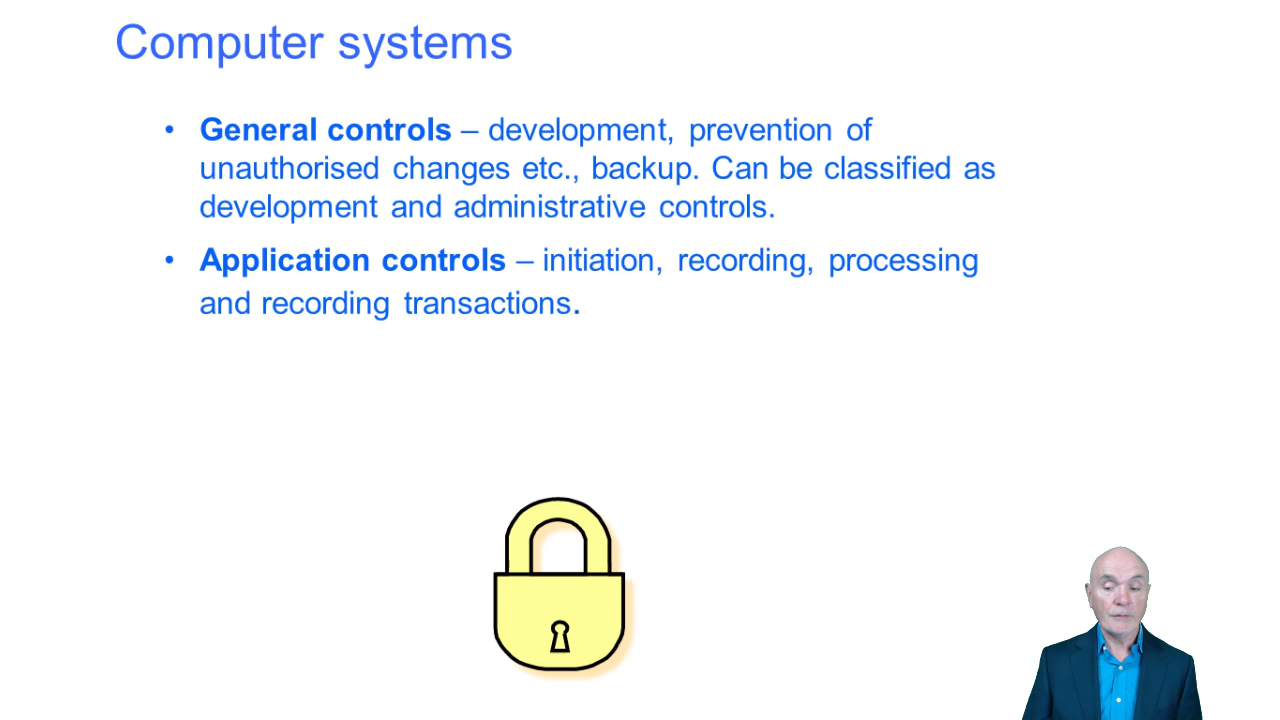 Computer systems
• General controls – development, prevention of
unauthorised changes etc., backup. Can be classified as
development and administrative controls.
• Application controls – initiation, recording, processing
and recording transactions.